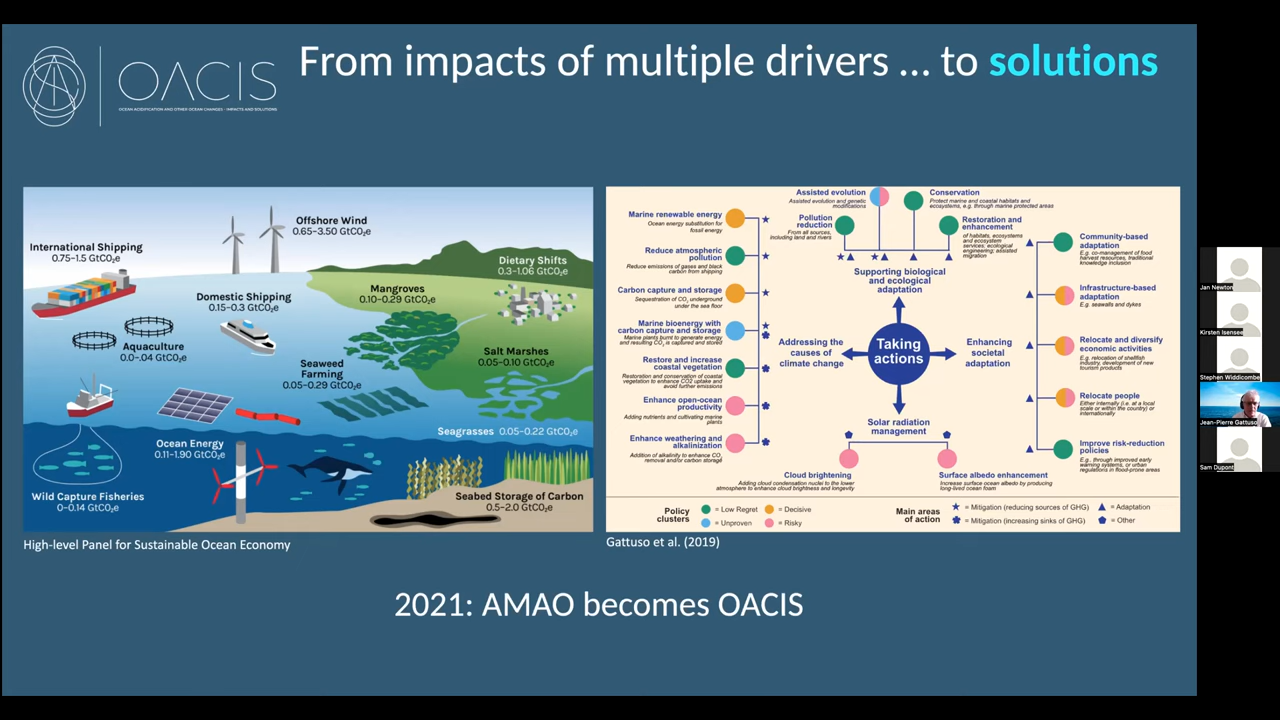 OACIS
OCEAN ACIDIFICATION AND OTHER OCEAN CHANGES - IMPACTS AND SOLUTIONS
From impacts of multiple drivers ... to solutions
Offshore Wind
0.65–3.50 GtCO₂e
International Shipping
0.75–1.5 GtCO₂e
Dietary Shifts
0.3–1.06 GtCO₂e
Mangroves
0.10–0.29 GtCO₂e
Domestic Shipping
0.15–0.3 GtCO₂e
Aquaculture
0.0–.04 GtCO₂e
Salt Marshes
0.05–0.10 GtCO₂e
Seaweed
Farming
0.05–0.29 GtCO₂e
Seagrasses 0.05–0.22 GtCO₂e
Ocean Energy
0.11–1.90 GtCO₂e
Wild Capture Fisheries
0–0.14 GtCO₂e
Seabed Storage of Carbon
0.5–2.0 GtCO₂e
High-level Panel for Sustainable Ocean Economy
Marine renewable energy
Ocean energy substitution for
fossil energy
Reduce atmospheric
pollution
Reduce emissions of gases and black
carbon from shipping
Carbon capture and storage
Sequestration of CO₂ underground
under the sea floor
Marine bioenergy with
carbon capture and storage
Marine plants burnt to generate energy
and resulting CO₂ is captured and stored
Restore and increase
coastal vegetation
Restoration and conservation of coastal
vegetation to enhance CO2 uptake and
avoid further emissions
Enhance open-ocean
productivity
Adding nutrients and cultivating marine
plants
Enhance weathering and
alkalinization
Addition of alkalinity to enhance CO₂
removal and/or carbon storage
Assisted evolution
Assisted evolution and genetic
modifications
Conservation
Protect marine and coastal habitats and
ecosystems, e.g. through marine protected areas
Pollution
reduction
From all sources,
including land and rivers
Restoration and
enhancement
of habitats, ecosystems
and ecosystem
services; ecological
engineering; assisted
migration
Supporting biological
and ecological
adaptation
Addressing the
causes of
climate change
Taking
actions
Enhancing
societal
adaptation
Solar radiation
management
Cloud brightening
Adding cloud condensation nuclei to the lower
atmosphere to enhance cloud brightness and longevity
Surface albedo enhancement
Increase surface ocean albedo by producing
long-lived ocean foam
Community-based
adaptation
E.g. co-management of food
harvest resources, traditional
knowledge inclusion
Infrastructure-based
adaptation
E.g. seawalls and dykes
Relocate and diversify
economic activities
E.g. relocation of shellfish
industry, development of new
tourism products
Relocate people
Either internally (i.e. at a local
scale or within the country) or
internationally
Improve risk-reduction
policies
E.g., through improved early
warning systems, or urban
regulations in flood-prone areas
Policy
clusters
= Low Regret
= Decisive
= Unproven
= Risky
Main areas
of action
= Mitigation (reducing sources of GHG)
= Adaptation
= Mitigation (increasing sinks of GHG)
= Other
Gattuso et al. (2019)
2021: AMAO becomes OACIS
Jan Newton
Kirsten Isensee
Stephen Widdicombe
Jean-Pierre Gattuso
Sam Dupont